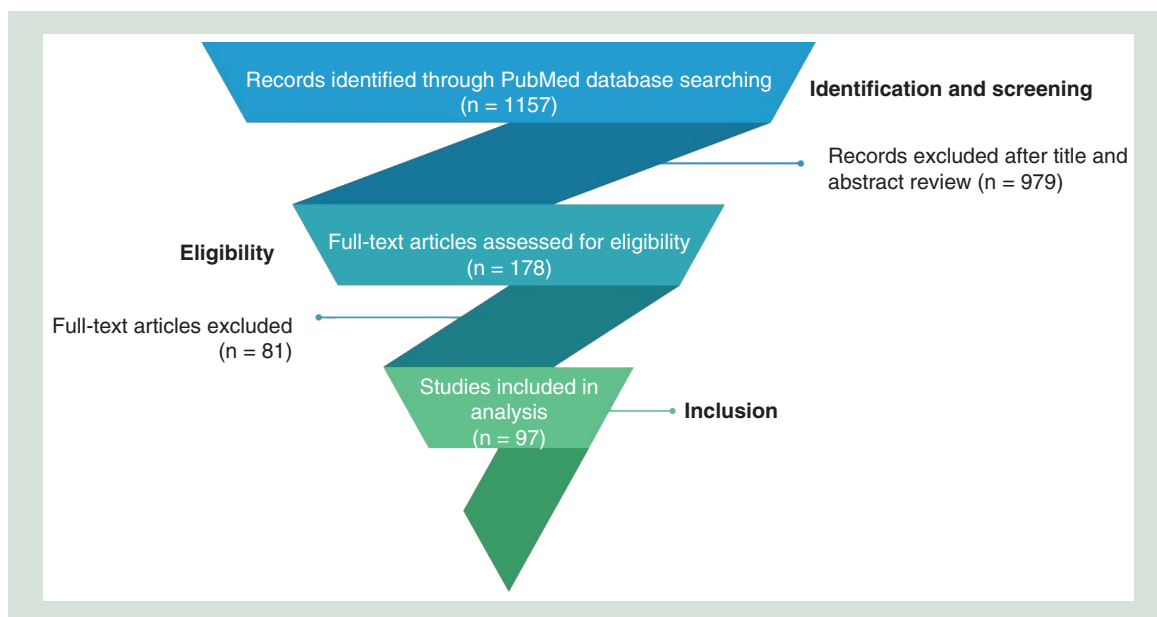 Records identified through PubMed database searching
(n = 1157)
Identification and screening
Records excluded after title and
abstract review (n = 979)
Full-text articles assessed for eligibility
(n = 178)
Eligibility
Full-text articles excluded
(n = 81)
Studies included in
analysis
(n = 97)
Inclusion